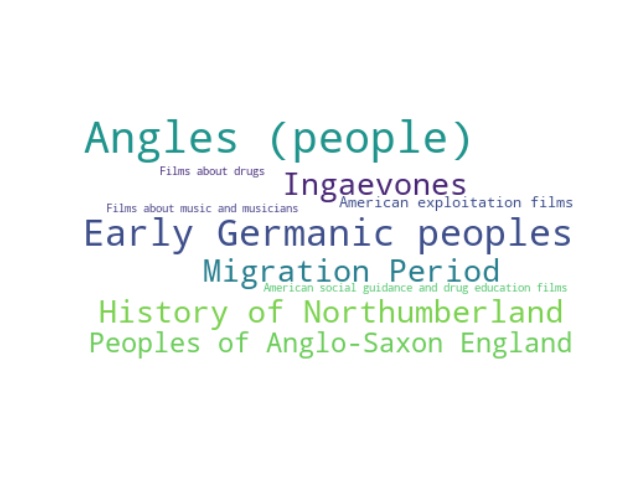 Angles (people)
Films about drugs
Ingaevones
American exploitation films
Films about music and musicians
Early Germanic peoples
Migration Period
American social guidance and drug education films
History of Northumberland
Peoples of Anglo-Saxon England